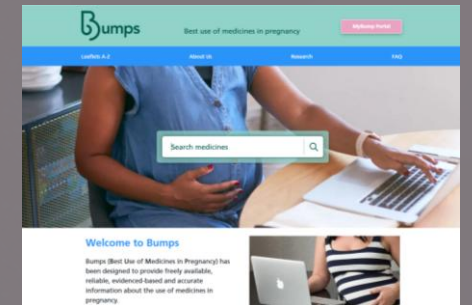 Bumps
Best use of medicines in pregnancy
MyBump Portal
Leaflets A-Z
About Us
Research
FAQ
Search medicines
Welcome to Bumps
Bumps (Best Use of Medicines in Pregnancy) has
been designed to provide freely available,
reliable, evidenced-based and accurate
information about the use of medicines in
pregnancy.